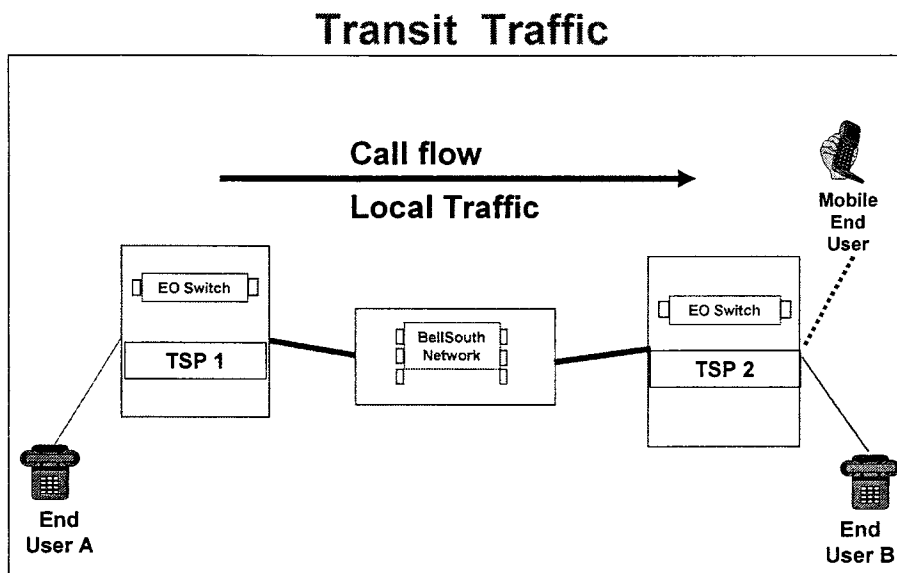 Transit Traffic
Call flow
Local Traffic
Mobile
End
User
EO Switch
TSP 1
BellSouth
Network
EO Switch
TSP 2
End
User A
End
User B